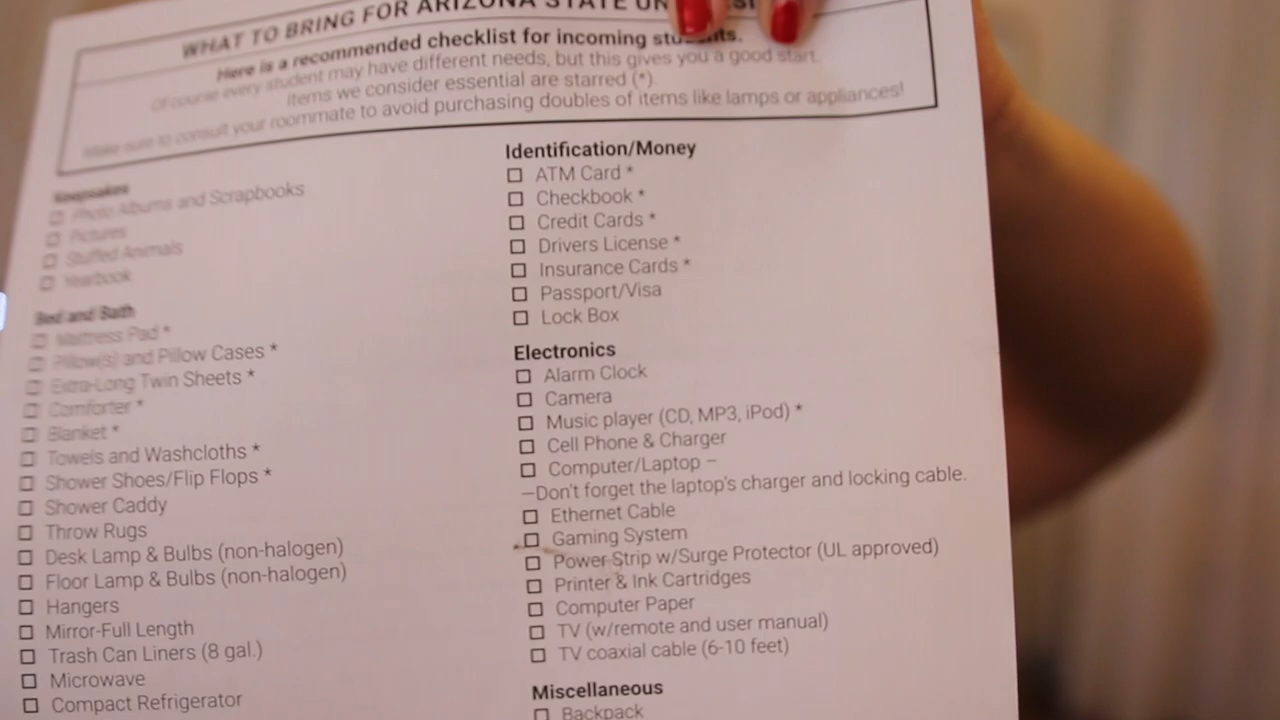 WHAT TO BRING FOR ARIZONA STATE
Here is a recommended checklist for incoming students.
Of course every student may have different needs, but this gives you a good start.
Items we consider essential are starred (*).
Make sure to consult your roommate to avoid purchasing doubles of items like lamps or appliances!
Keepsakes
Photo Albums and Scrapbooks
Pictures
Stuffed Animals
Yearbook
Bed and Bath
Mattress Pad *
Pillow(s) and Pillow Cases *
Extra-Long Twin Sheets *
Comforter *
Blanket *
Towels and Washcloths *
Shower Shoes/Flip Flops *
Shower Caddy
Throw Rugs
Desk Lamp & Bulbs (non-halogen)
Floor Lamp & Bulbs (non-halogen)
Hangers
Mirror-Full Length
Trash Can Liners (8 gal.)
Microwave
Compact Refrigerator
Identification/Money
ATM Card *
Checkbook *
Credit Cards *
Drivers License *
Insurance Cards *
Passport/Visa
Lock Box
Electronics
Alarm Clock
Camera
Music player (CD, MP3, iPod) *
Cell Phone & Charger
Computer/Laptop –
—Don't forget the laptop's charger and locking cable.
Ethernet Cable
Gaming System
Power Strip w/Surge Protector (UL approved)
Printer & Ink Cartridges
Computer Paper
TV (w/remote and user manual)
TV coaxial cable (6-10 feet)
Miscellaneous
Backpack